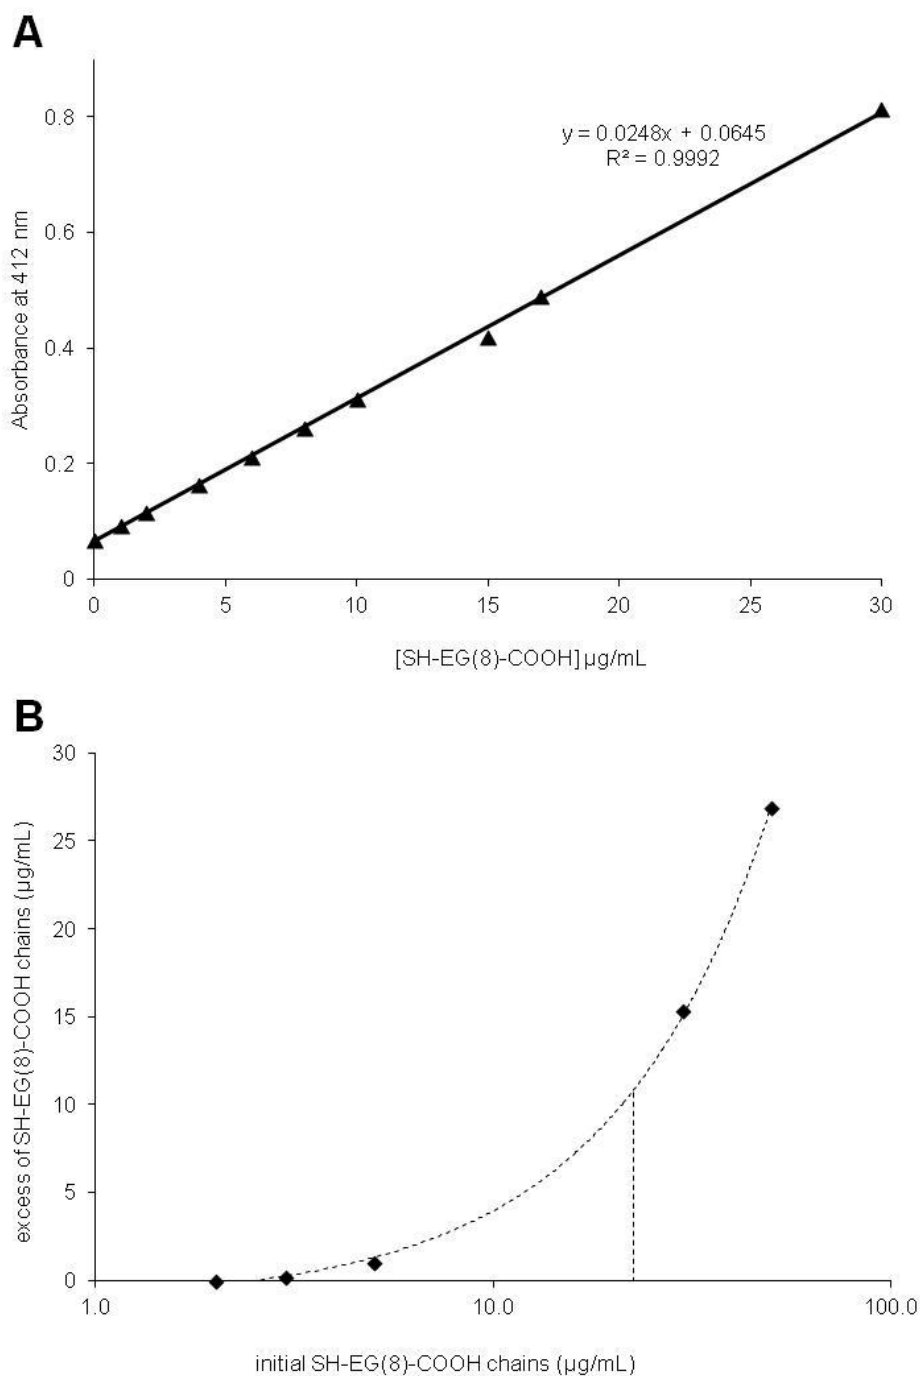 A
y = 0.0248x + 0.0645
R² = 0.9992
Absorbance at 412 nm
0.8
0.6
0.4
0.2
0
0 5 10 15 20 25 30
[SH-EG(8)-COOH] µg/mL
B
excess of SH-EG(8)-COOH chains (µg/mL)
30
25
20
15
10
5
0
1.0 10.0 100.0
initial SH-EG(8)-COOH chains (µg/mL)